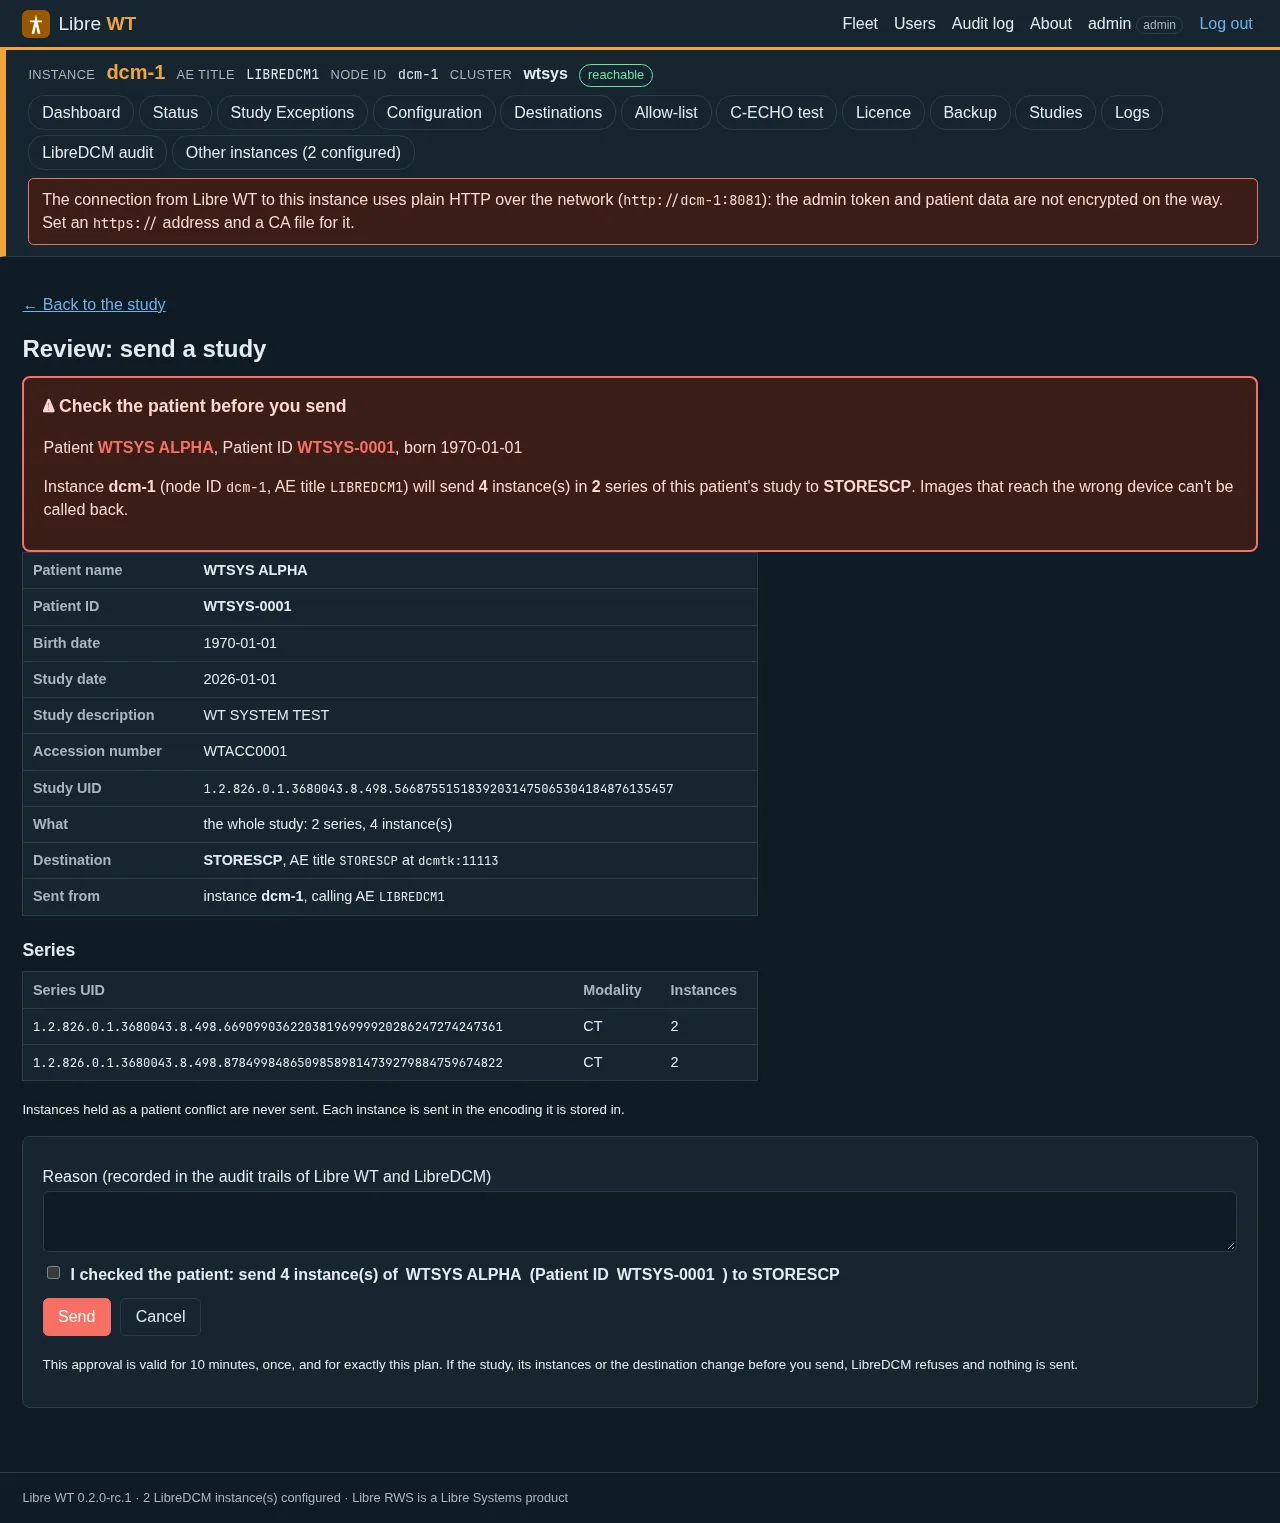 Libre WT
Fleet Users Audit log About admin admin Log out
INSTANCE dcm-1 AE TITLE LIBREDCM1 NODE ID dcm-1 CLUSTER wtsys reachable
Dashboard Status Study Exceptions Configuration Destinations Allow-list C-ECHO test Licence Backup Studies Logs
LibreDCM audit Other instances (2 configured)
The connection from Libre WT to this instance uses plain HTTP over the network (http://dcm-1:8081): the admin token and patient data are not encrypted on the way.
Set an https:// address and a CA file for it.
← Back to the study
Review: send a study
Check the patient before you send
Patient WTSYS ALPHA, Patient ID WTSYS-0001, born 1970-01-01
Instance dcm-1 (node ID dcm-1, AE title LIBREDCM1) will send 4 instance(s) in 2 series of this patient's study to STORESCP. Images that reach the wrong device can't be
called back.
Patient name WTSYS ALPHA
Patient ID WTSYS-0001
Birth date 1970-01-01
Study date 2026-01-01
Study description WT SYSTEM TEST
Accession number WTACC0001
Study UID 1.2.826.0.1.3680043.8.498.56687551518392031475065304184876135457
What the whole study: 2 series, 4 instance(s)
Destination STORESCP, AE title STORESCP at dcmtk:11113
Sent from instance dcm-1, calling AE LIBREDCM1
Series
Series UID Modality Instances
1.2.826.0.1.3680043.8.498.66909903622038196999920286247274247361 CT 2
1.2.826.0.1.3680043.8.498.87849984865098589814739279884759674822 CT 2
Instances held as a patient conflict are never sent. Each instance is sent in the encoding it is stored in.
Reason (recorded in the audit trails of Libre WT and LibreDCM)
I checked the patient: send 4 instance(s) of WTSYS ALPHA (Patient ID WTSYS-0001 ) to STORESCP
Send Cancel
This approval is valid for 10 minutes, once, and for exactly this plan. If the study, its instances or the destination change before you send, LibreDCM refuses and nothing is sent.
Libre WT 0.2.0-rc.1 · 2 LibreDCM instance(s) configured · Libre RWS is a Libre Systems product